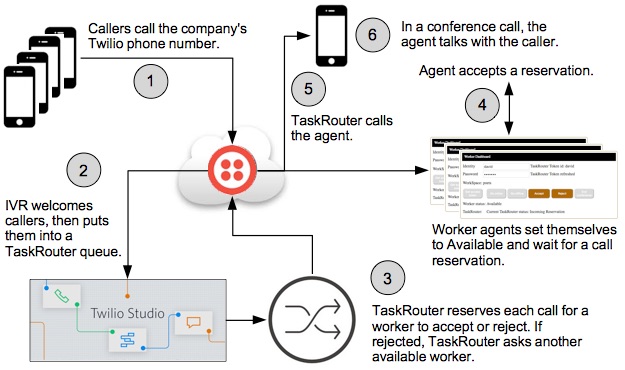 Callers call the company's
Twilio phone number.
1
6
In a conference call, the
agent talks with the caller.
Agent accepts a reservation.
5
4
TaskRouter calls
the agent.
2
IVR welcomes
callers, then puts
them into a
TaskRouter queue.
Worker Dashboard
Identity
TaskRouter Token id: david
Password
TaskRouter Token refreshed
WorkSpace:
Accept
Reject
Worker status: Available
TaskRouter: Current TaskRouter status: Incoming Reservation
Worker agents set themselves
to Available and wait for a call
reservation.
Twilio Studio
3
TaskRouter reserves each call for a
worker to accept or reject. If
rejected, TaskRouter asks another
available worker.